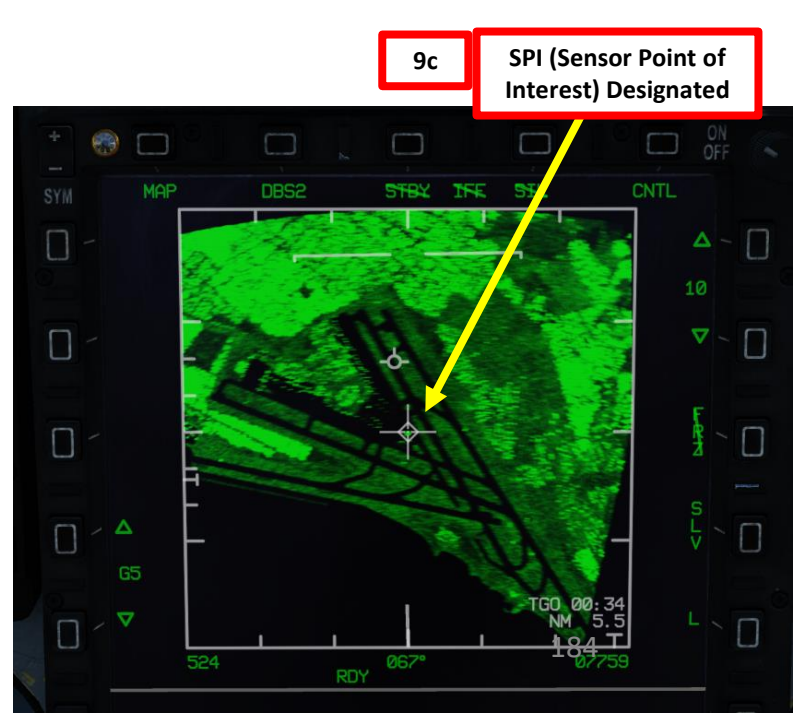 9c
SPI (Sensor Point of
Interest) Designated
ON
OFF
SYM
MAP DBS2 STBY IFF SIL CNTL
10
SLV
G5
TGO 00:34
NM 5.5
184
L
524 RDY 067° 07759